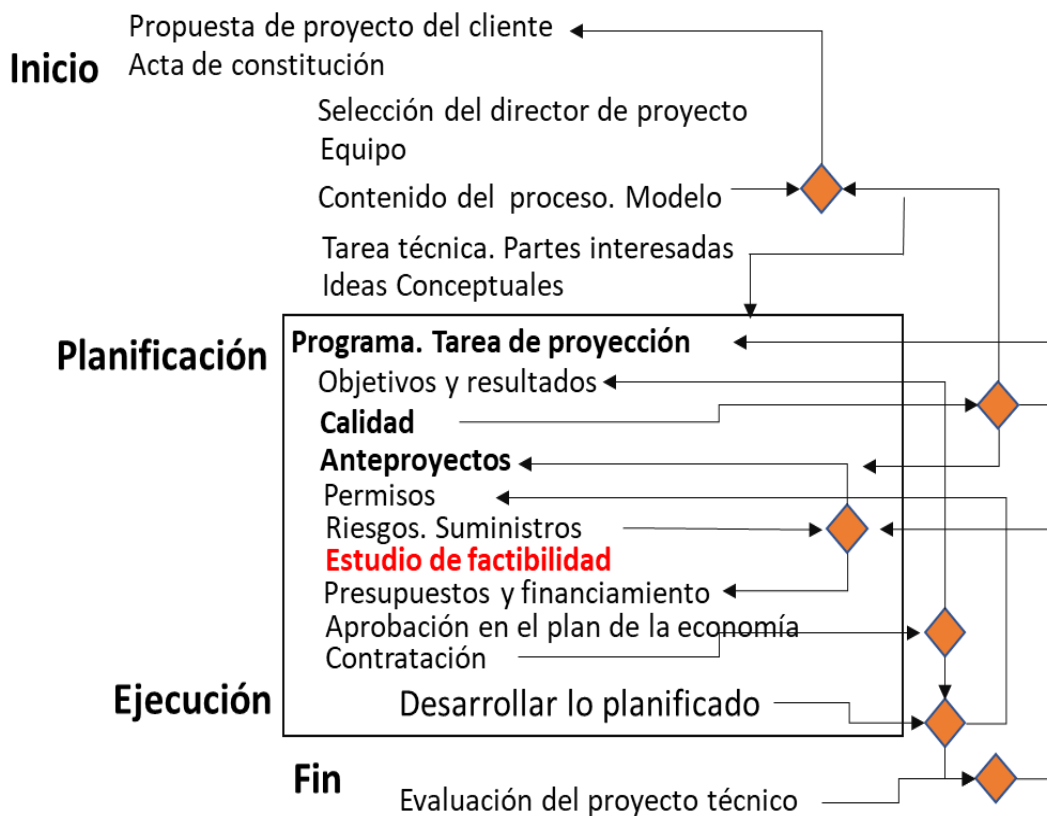 Propuesta de proyecto del cliente
Inicio
Acta de constitución
Selección del director de proyecto
Equipo
Contenido del proceso. Modelo
Tarea técnica. Partes interesadas
Ideas Conceptuales
Planificación
Programa. Tarea de proyección
Objetivos y resultados
Calidad
Anteproyectos
Permisos
Riesgos. Suministros
Estudio de factibilidad
Presupuestos y financiamiento
Aprobación en el plan de la economía
Contratación
Ejecución
Desarrollar lo planificado
Fin
Evaluación del proyecto técnico